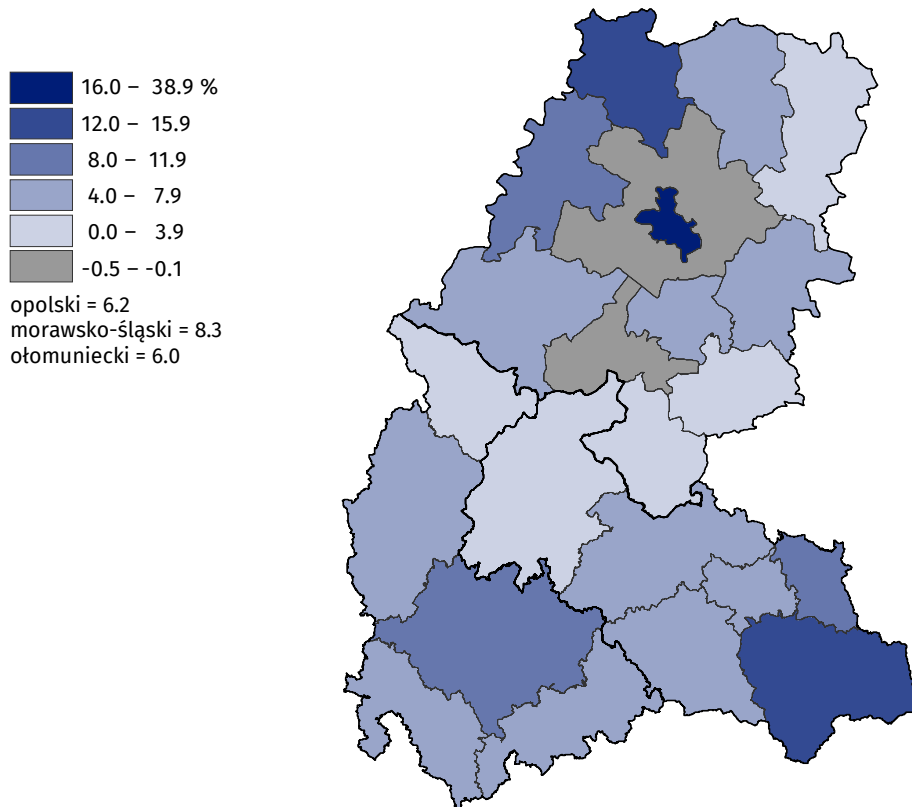 16.0 – 38.9 %
12.0 – 15.9
8.0 – 11.9
4.0 – 7.9
0.0 – 3.9
-0.5 – -0.1
opolski = 6.2
morawsko-śląski = 8.3
ołomuniecki = 6.0